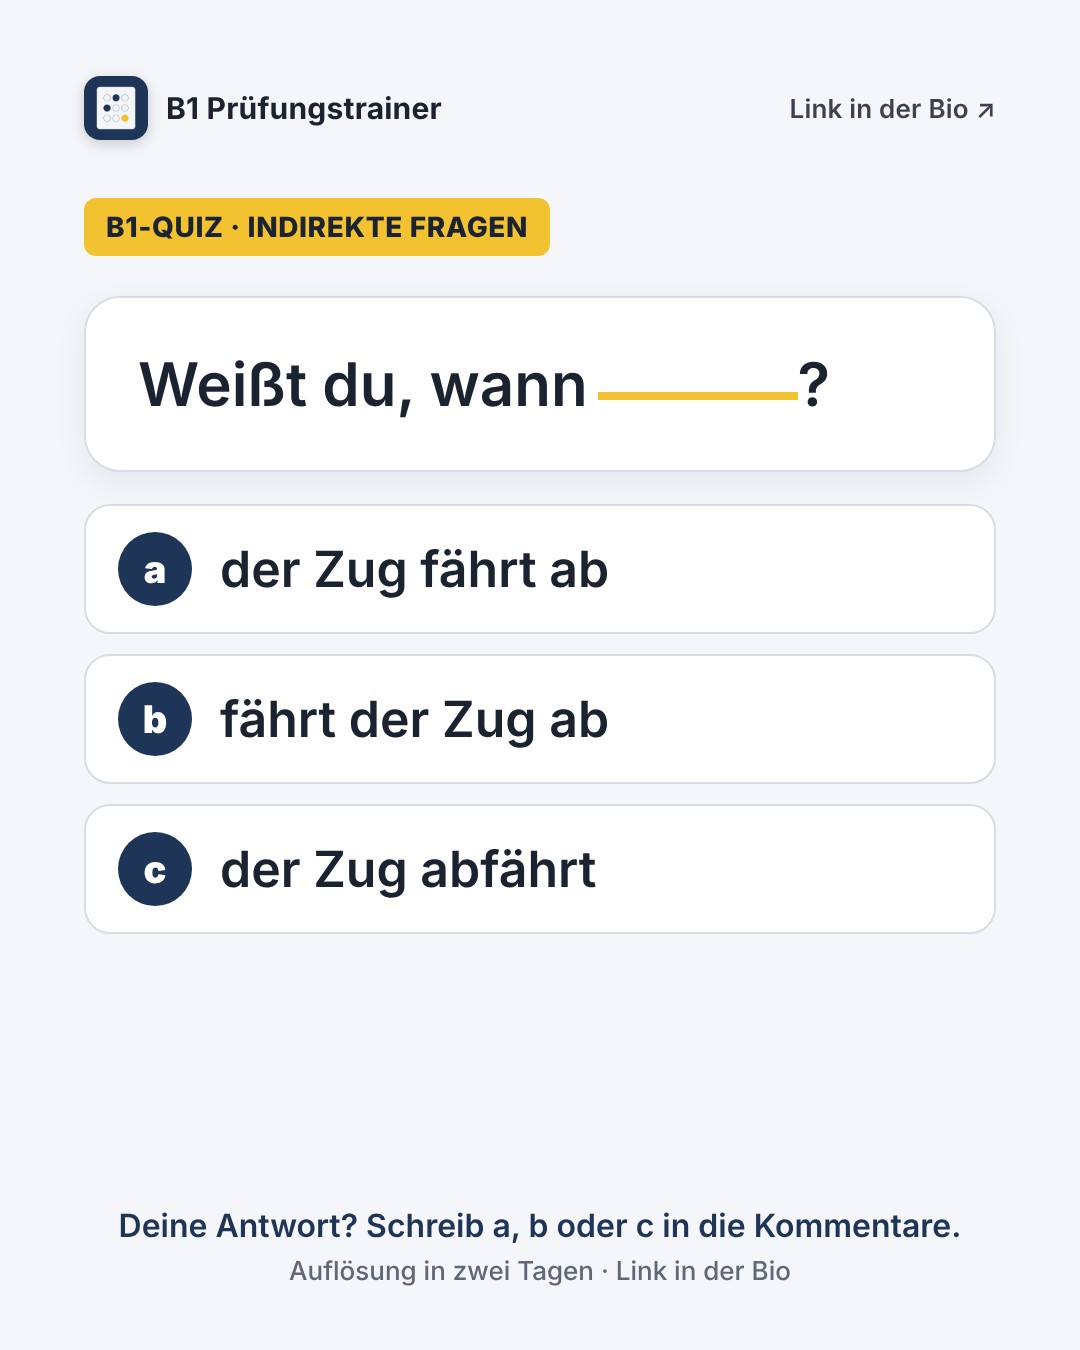 B1 Prüfungstrainer
Link in der Bio ↗
B1-QUIZ · INDIREKTE FRAGEN
Weißt du, wann ______?
a der Zug fährt ab
b fährt der Zug ab
c der Zug abfährt
Deine Antwort? Schreib a, b oder c in die Kommentare.
Auflösung in zwei Tagen · Link in der Bio